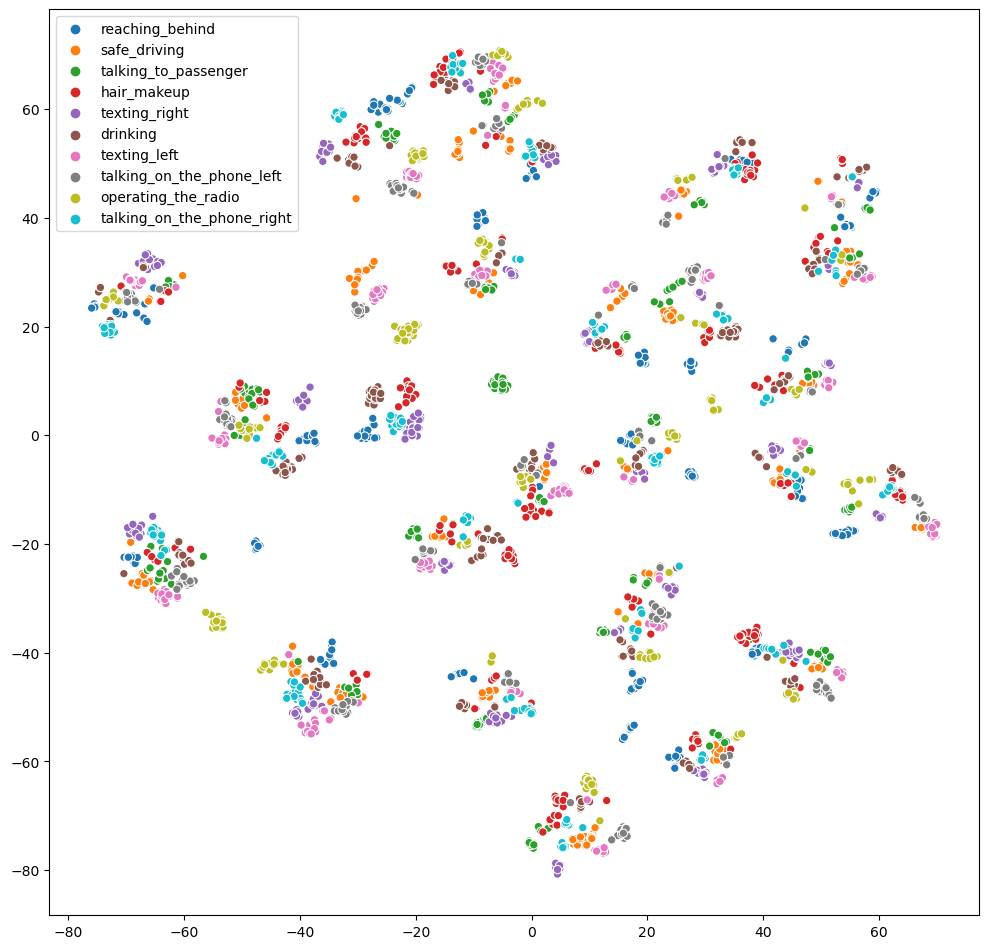 reaching_behind
safe_driving
talking_to_passenger
hair_makeup
texting_right
drinking
texting_left
talking_on_the_phone_left
operating_the_radio
talking_on_the_phone_right
60
40
20
0
−20
−40
−60
−80
−80 −60 −40 −20 0 20 40 60